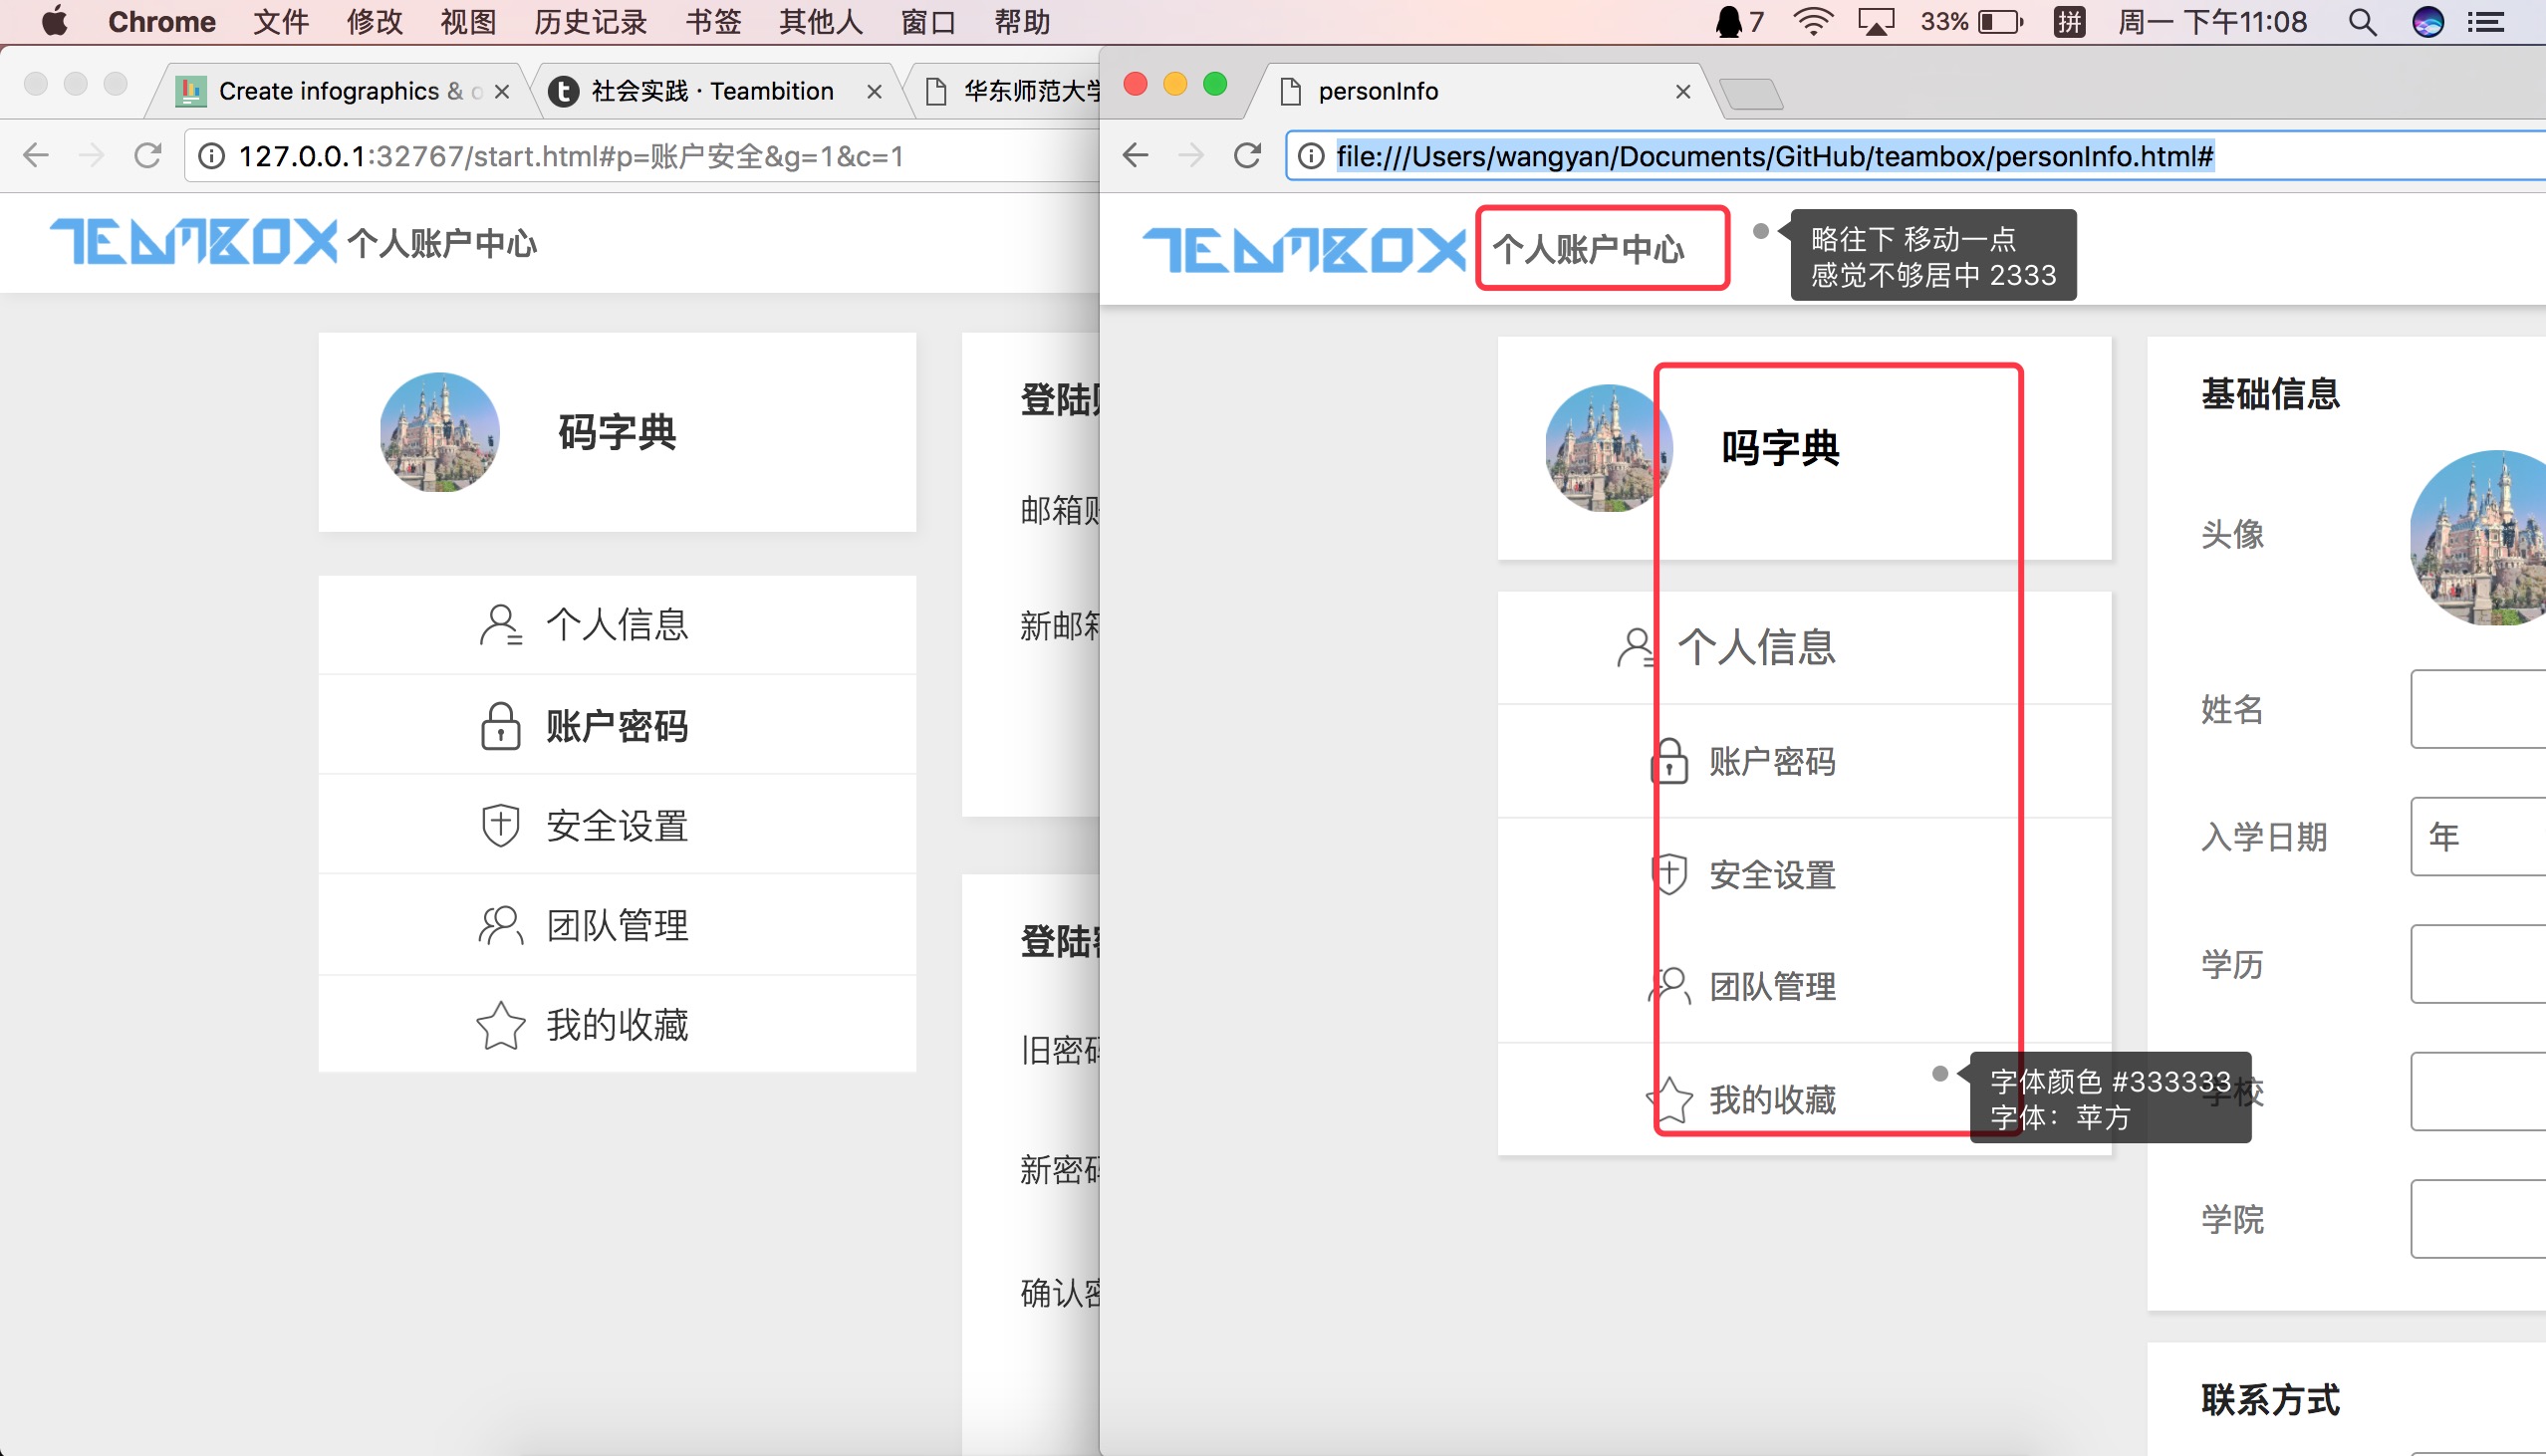 Chrome 文件 修改 视图 历史记录 书签 其他人 窗口 帮助 7 33% 拼 周一 下午11:08
Create infographics &
社会实践 · Teambition
华东师范大学
127.0.0.1:32767/start.html#p=账户安全&g=1&c=1
TEAMBOX 个人账户中心
码字典
个人信息
账户密码
安全设置
团队管理
我的收藏
登陆
邮箱
新邮
登陆
旧密
新密
确认
personInfo
file:///Users/wangyan/Documents/GitHub/teambox/personInfo.html#
TEAMBOX 个人账户中心
略往下 移动一点
感觉不够居中 2333
吗字典
个人信息
账户密码
安全设置
团队管理
我的收藏
字体颜色 #333333
字体：苹方
基础信息
头像
姓名
入学日期 年
学历
学校
学院
联系方式